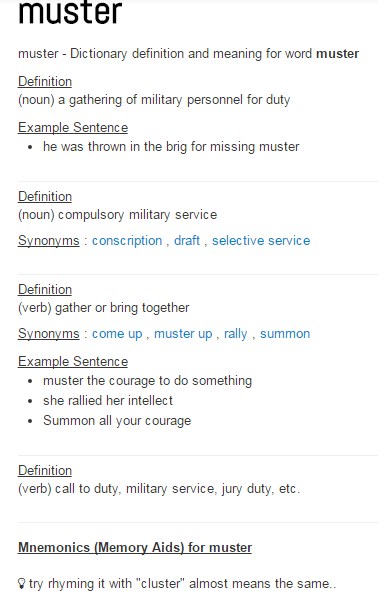 muster
muster - Dictionary definition and meaning for word muster
Definition
(noun) a gathering of military personnel for duty
Example Sentence
• he was thrown in the brig for missing muster
Definition
(noun) compulsory military service
Synonyms : conscription , draft , selective service
Definition
(verb) gather or bring together
Synonyms : come up , muster up , rally , summon
Example Sentence
• muster the courage to do something
• she rallied her intellect
• Summon all your courage
Definition
(verb) call to duty, military service, jury duty, etc.
Mnemonics (Memory Aids) for muster
try rhyming it with "cluster" almost means the same..